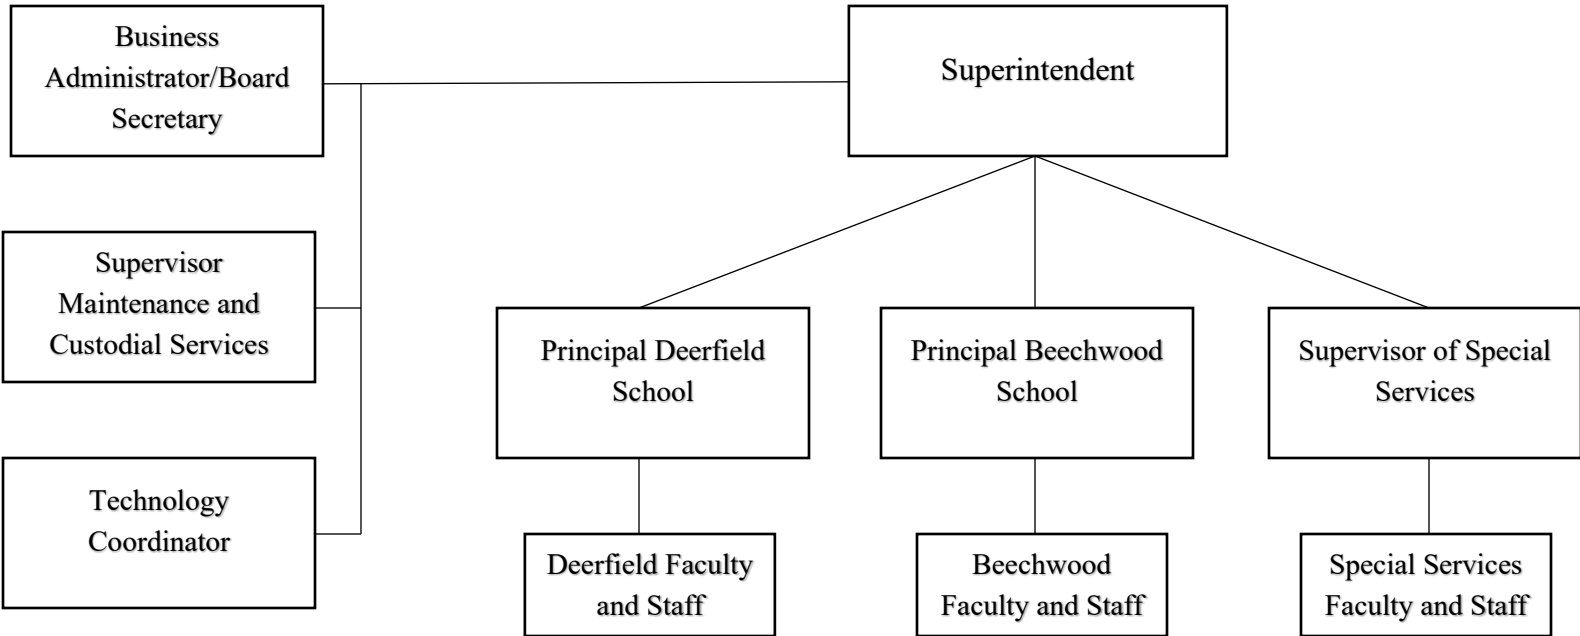 Business
Administrator/Board
Secretary
Superintendent
Supervisor
Maintenance and
Custodial Services
Principal Deerfield
School
Principal Beechwood
School
Supervisor of Special
Services
Technology
Coordinator
Deerfield Faculty
and Staff
Beechwood
Faculty and Staff
Special Services
Faculty and Staff